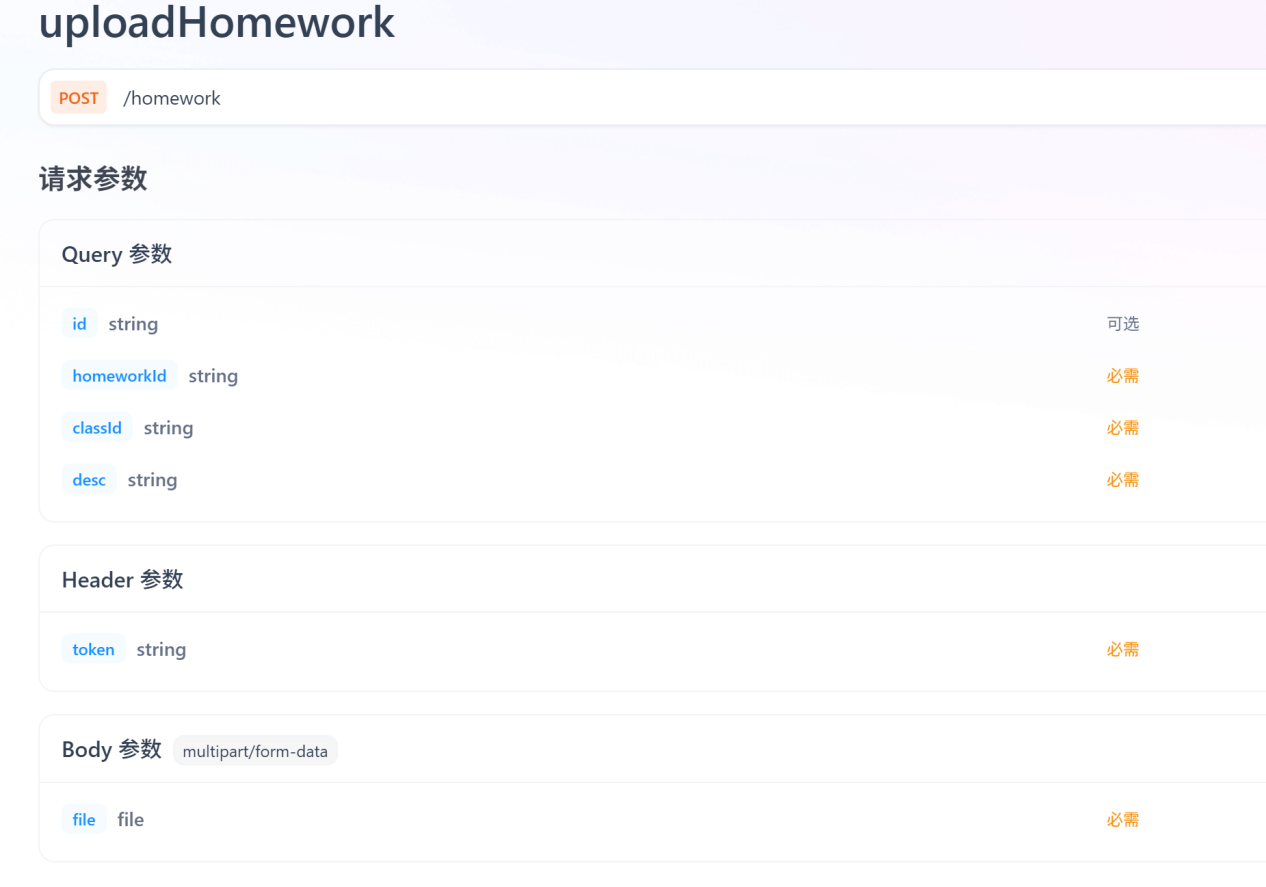 uploadHomework
POST /homework
请求参数
Query 参数
id string 可选
homeworkId string 必需
classId string 必需
desc string 必需
Header 参数
token string 必需
Body 参数 multipart/form-data
file file 必需